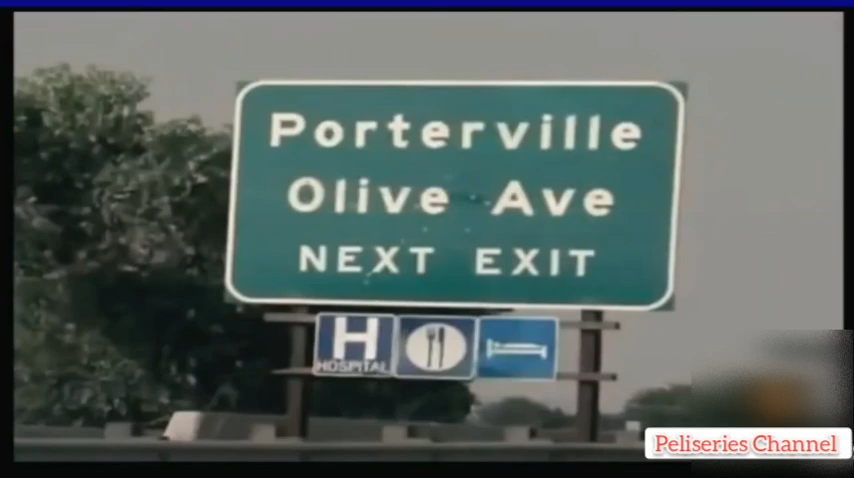 Porterville
Olive Ave
NEXT EXIT
H
HOSPITAL
Peliseries Channel